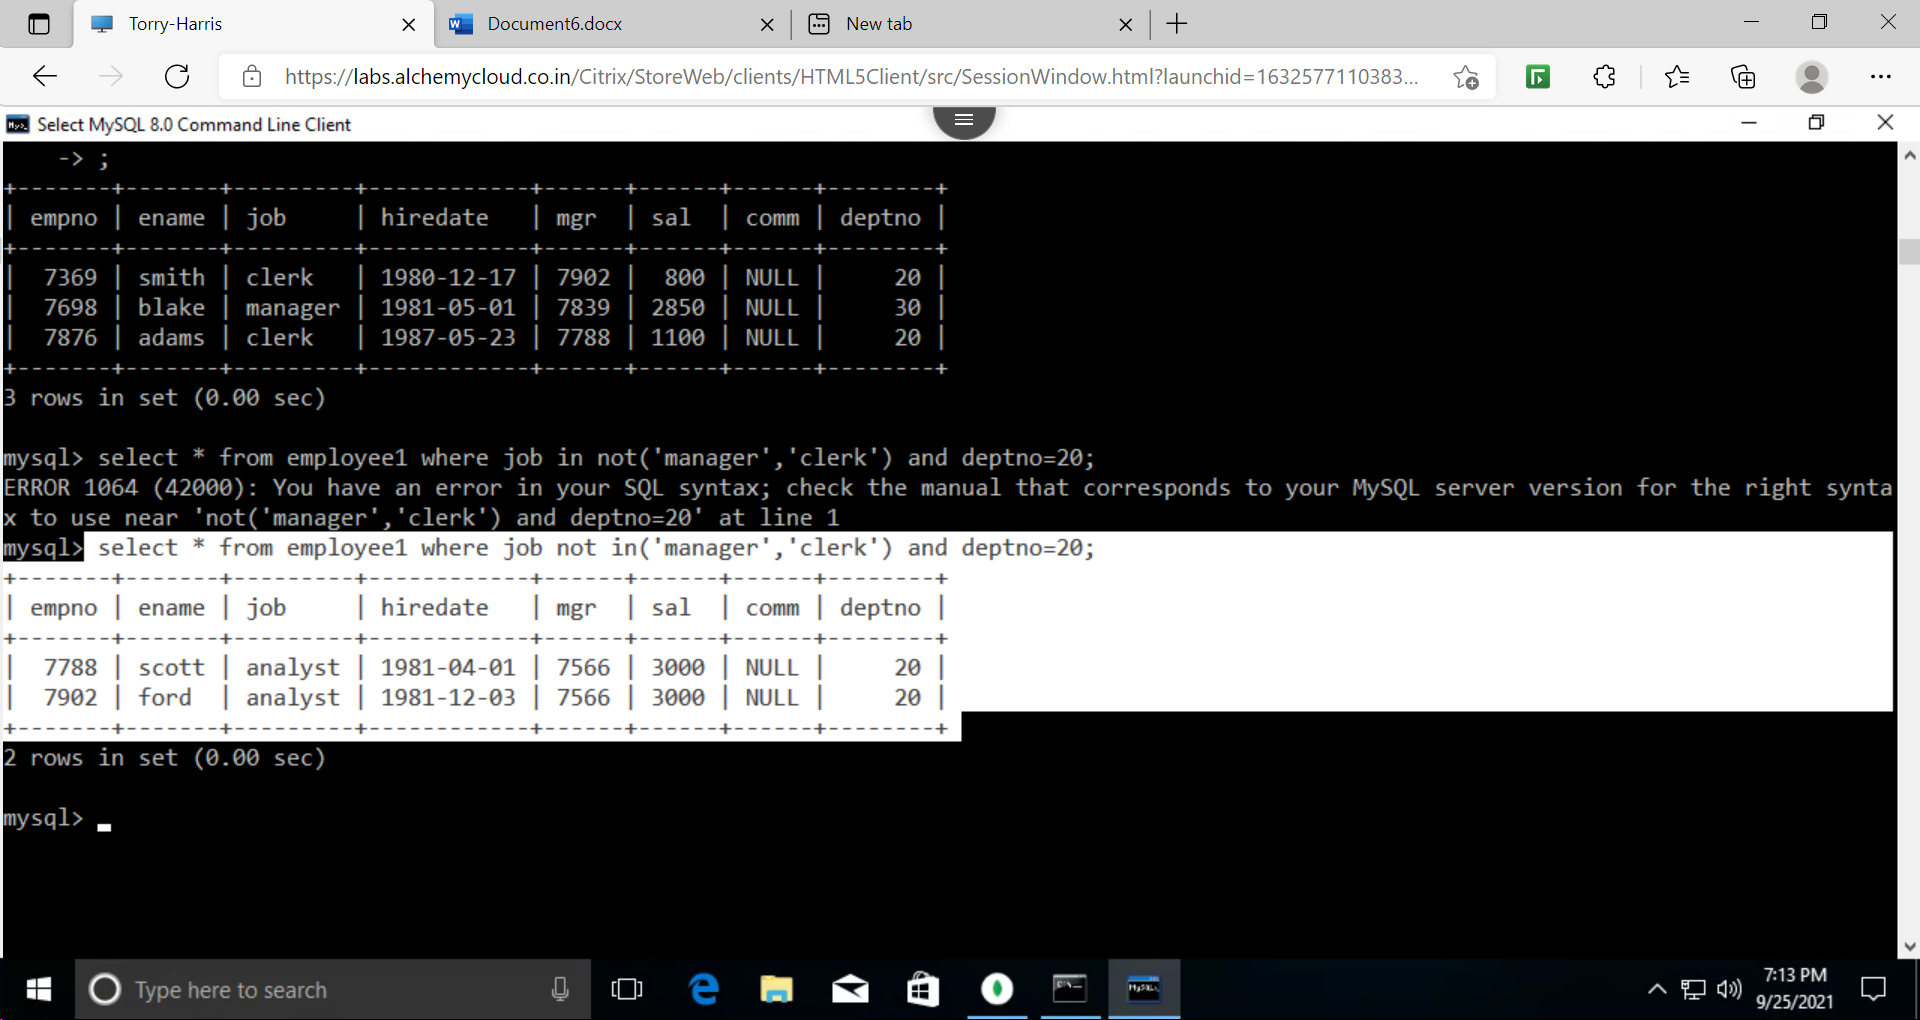 Torry-Harris
Document6.docx
New tab
https://labs.alchemycloud.co.in/Citrix/StoreWeb/clients/HTML5Client/src/SessionWindow.html?launchid=1632577110383...
Select MySQL 8.0 Command Line Client
    -> ;
+-------+-------+---------+------------+------+------+------+--------+
| empno | ename | job     | hiredate   | mgr  | sal  | comm | deptno |
+-------+-------+---------+------------+------+------+------+--------+
|  7369 | smith | clerk   | 1980-12-17 | 7902 |  800 | NULL |     20 |
|  7698 | blake | manager | 1981-05-01 | 7839 | 2850 | NULL |     30 |
|  7876 | adams | clerk   | 1987-05-23 | 7788 | 1100 | NULL |     20 |
+-------+-------+---------+------------+------+------+------+--------+
3 rows in set (0.00 sec)
mysql> select * from employee1 where job in not('manager','clerk') and deptno=20;
ERROR 1064 (42000): You have an error in your SQL syntax; check the manual that corresponds to your MySQL server version for the right synta
x to use near 'not('manager','clerk') and deptno=20' at line 1
mysql> select * from employee1 where job not in('manager','clerk') and deptno=20;
+-------+-------+---------+------------+------+------+------+--------+
| empno | ename | job     | hiredate   | mgr  | sal  | comm | deptno |
+-------+-------+---------+------------+------+------+------+--------+
|  7788 | scott | analyst | 1981-04-01 | 7566 | 3000 | NULL |     20 |
|  7902 | ford  | analyst | 1981-12-03 | 7566 | 3000 | NULL |     20 |
+-------+-------+---------+------------+------+------+------+--------+
2 rows in set (0.00 sec)
mysql>
Type here to search
7:13 PM
9/25/2021